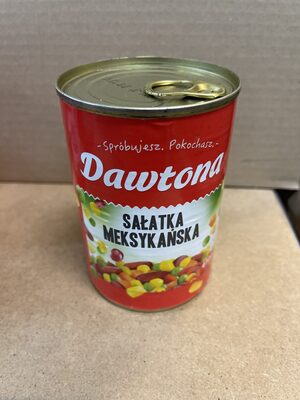 -Spróbujesz. Pokochasz.-
Dawtona
SAŁATKA
MEKSYKAŃSKA